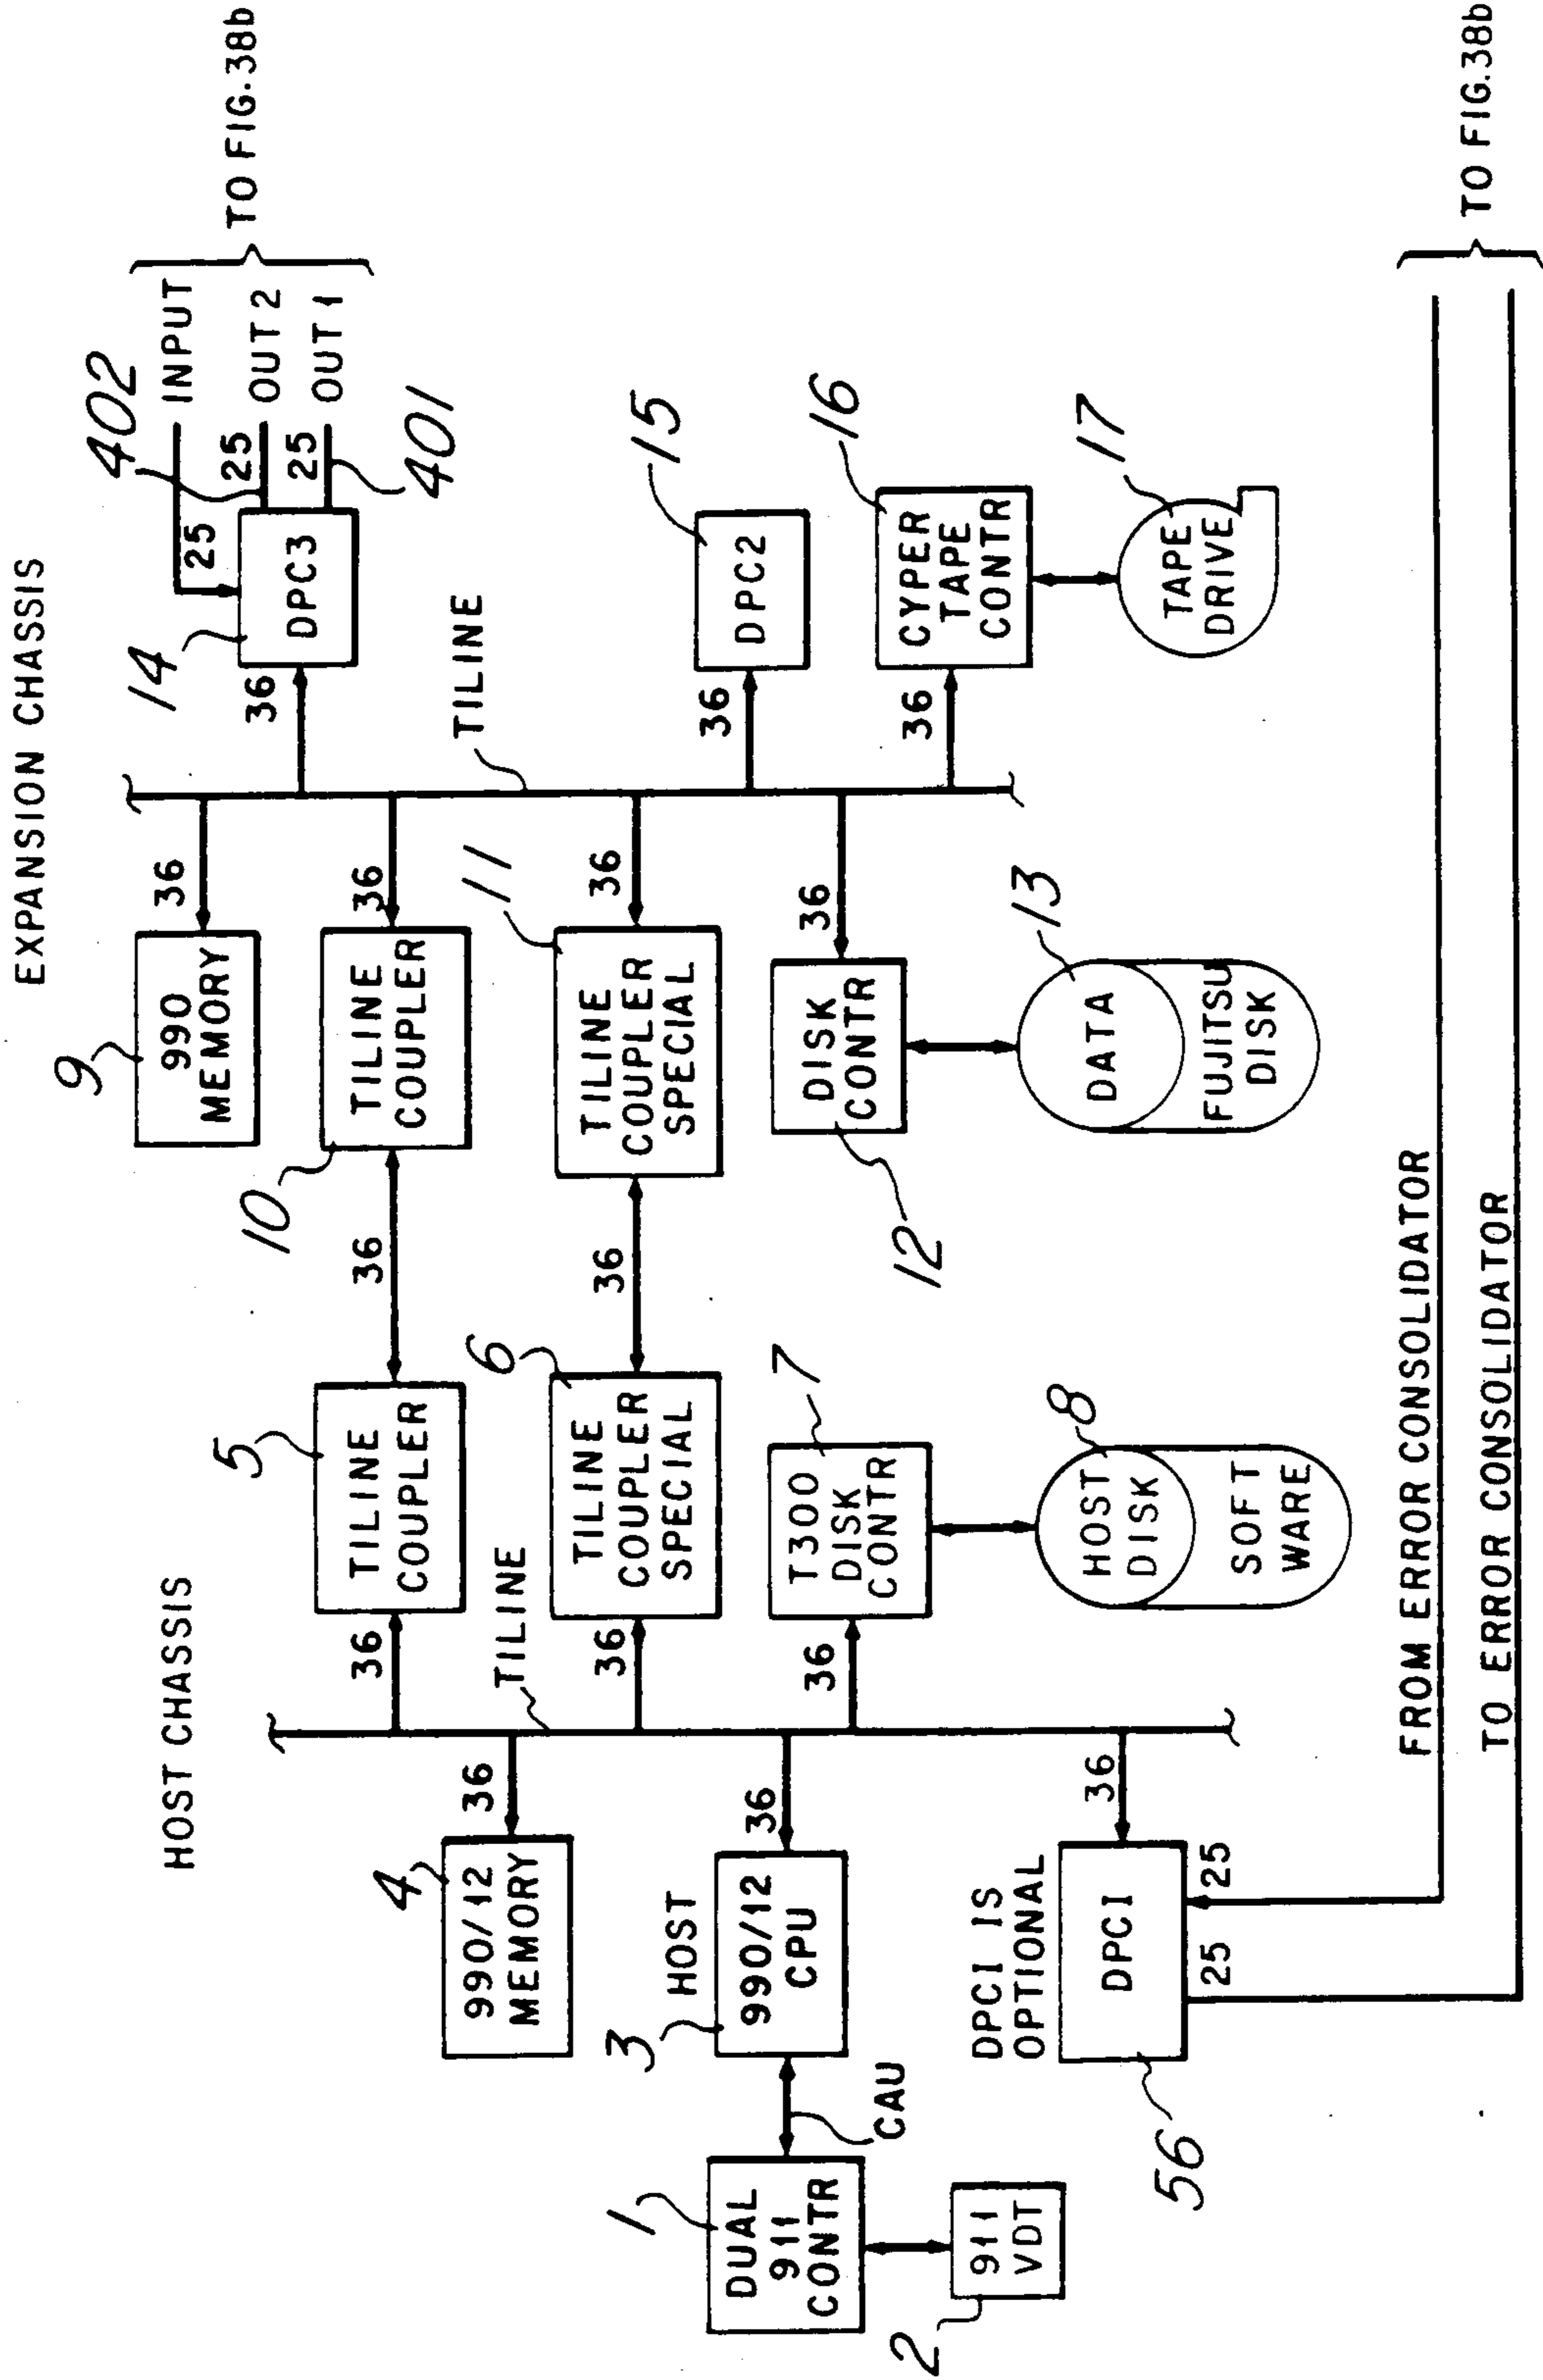 EXPANSION CHASSIS
HOST CHASSIS
9
990
MEMORY
36
10
TILINE
COUPLER
36
36
5
TILINE
COUPLER
36
11
TILINE
COUPLER
SPECIAL
36
36
6
TILINE
COUPLER
SPECIAL
36
TILINE
TILINE
14
DPC3
36
25
INPUT
402
25
OUT 2
25
OUT 1
401
TO FIG.38b
15
DPC2
36
16
CYPER
TAPE
CONTR
36
17
TAPE
DRIVE
12
DISK
CONTR
36
13
DATA
FUJITSU
DISK
7
T300
DISK
CONTR
36
8
HOST
DISK
SOFT
WARE
4
990/12
MEMORY
36
HOST
3
990/12
CPU
36
CAU
1
DUAL
911
CONTR
2
911
VDT
DPCI IS
OPTIONAL
DPCI
36
56
25
25
FROM ERROR CONSOLIDATOR
TO ERROR CONSOLIDATOR
TO FIG.38b